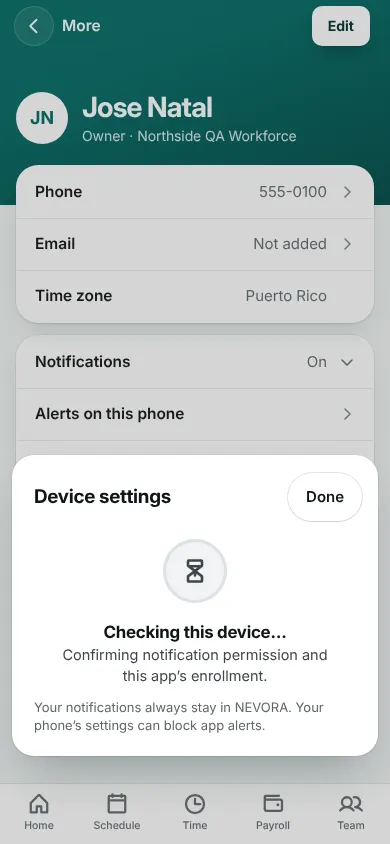 More
Edit
JN
Jose Natal
Owner · Northside QA Workforce
Phone 555-0100
Email Not added
Time zone Puerto Rico
Notifications On
Alerts on this phone
Device settings
Done
Checking this device…
Confirming notification permission and
this app’s enrollment.
Your notifications always stay in NEVORA. Your
phone’s settings can block app alerts.
Home Schedule Time Payroll Team